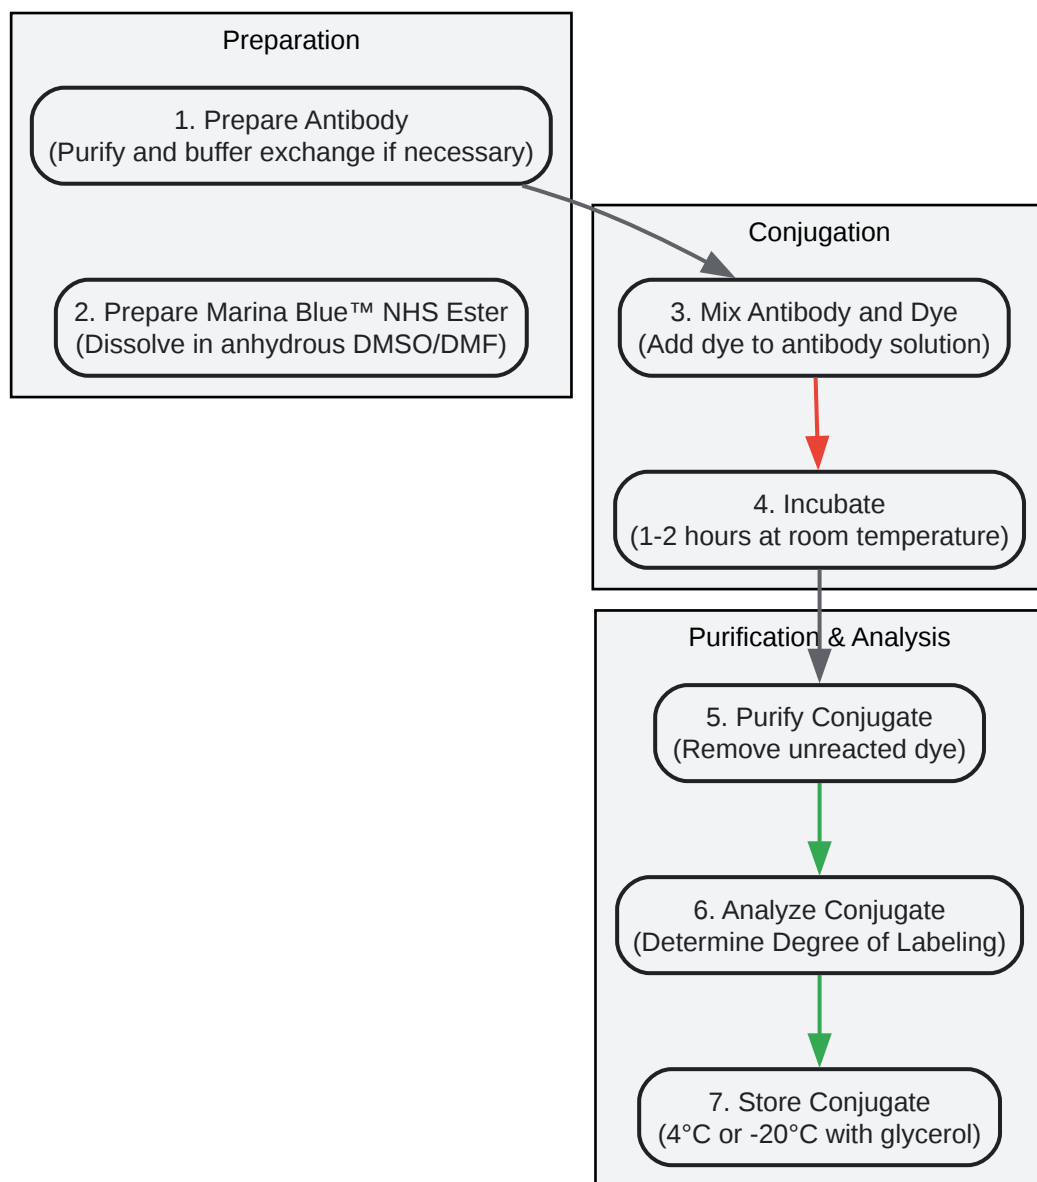 Preparation
1. Prepare Antibody
(Purify and buffer exchange if necessary)
2. Prepare Marina Blue™ NHS Ester
(Dissolve in anhydrous DMSO/DMF)
Conjugation
3. Mix Antibody and Dye
(Add dye to antibody solution)
4. Incubate
(1-2 hours at room temperature)
Purification & Analysis
5. Purify Conjugate
(Remove unreacted dye)
6. Analyze Conjugate
(Determine Degree of Labeling)
7. Store Conjugate
(4°C or -20°C with glycerol)